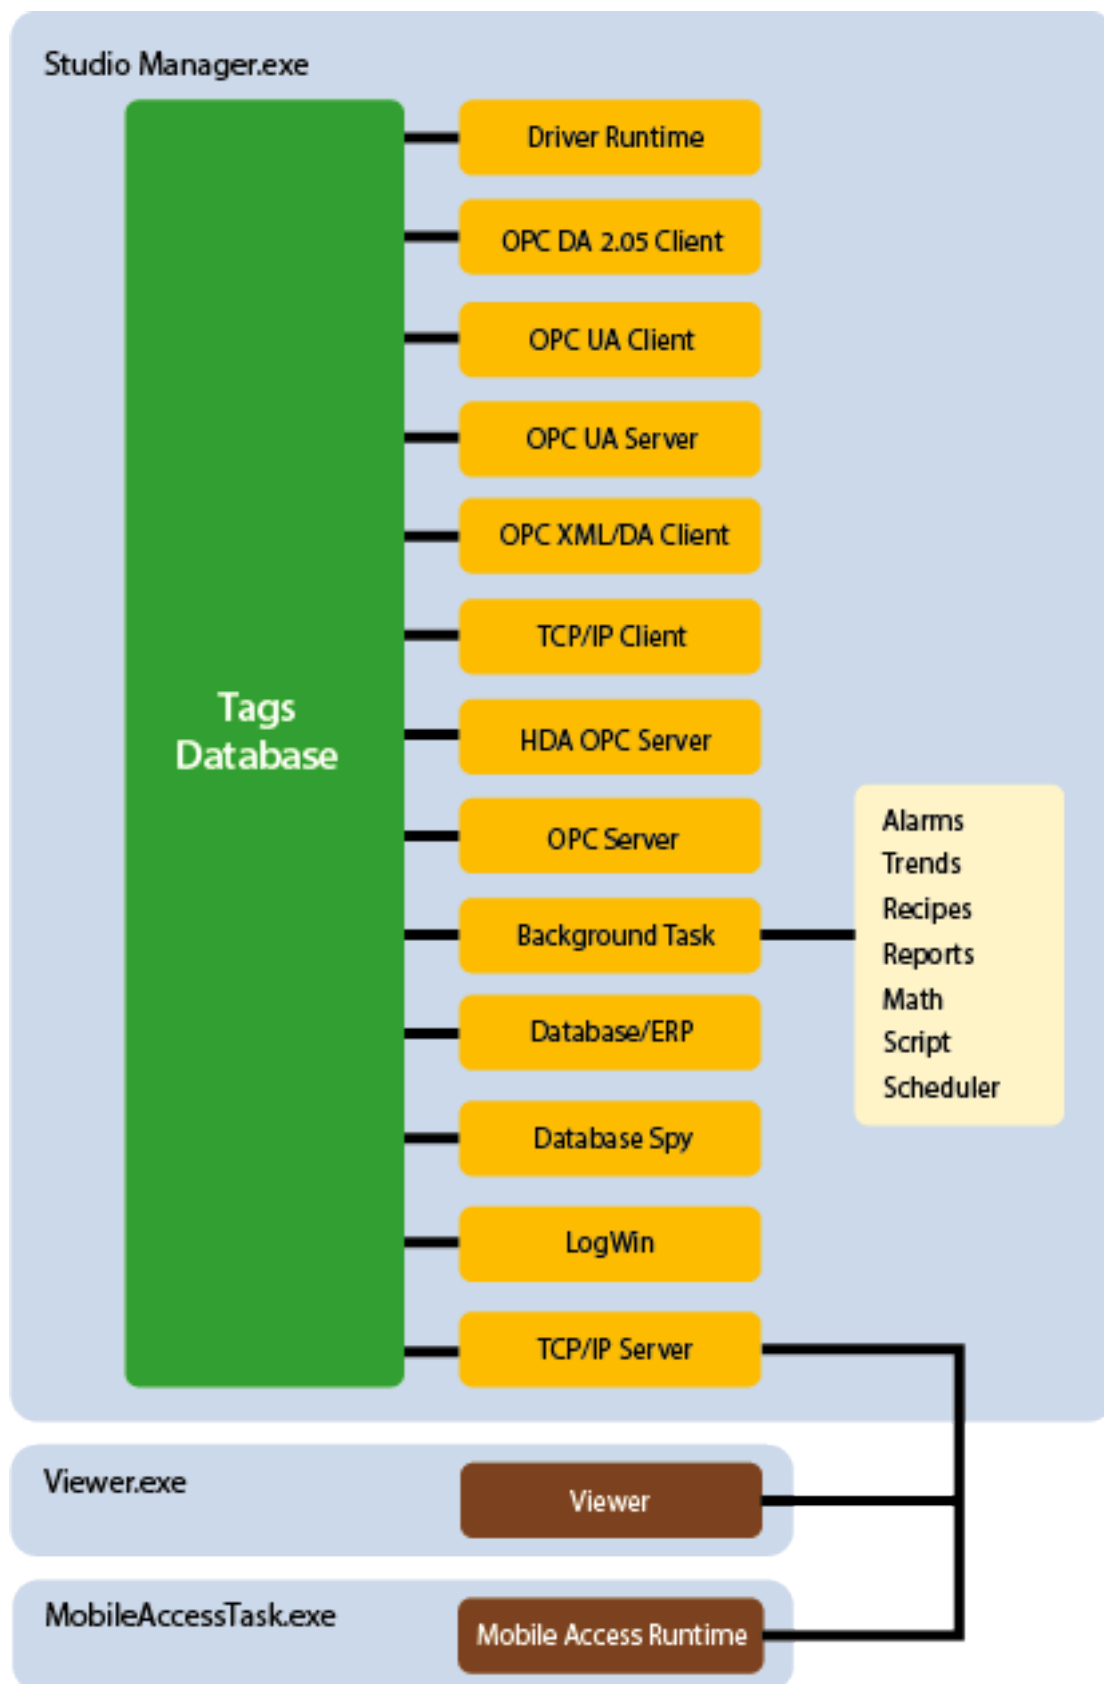 Studio Manager.exe
Driver Runtime
OPC DA 2.05 Client
OPC UA Client
OPC UA Server
OPC XML/DA Client
TCP/IP Client
Tags
Database
HDA OPC Server
OPC Server
Background Task
Alarms
Trends
Recipes
Reports
Math
Script
Scheduler
Database/ERP
Database Spy
LogWin
TCP/IP Server
Viewer.exe
Viewer
MobileAccessTask.exe
Mobile Access Runtime